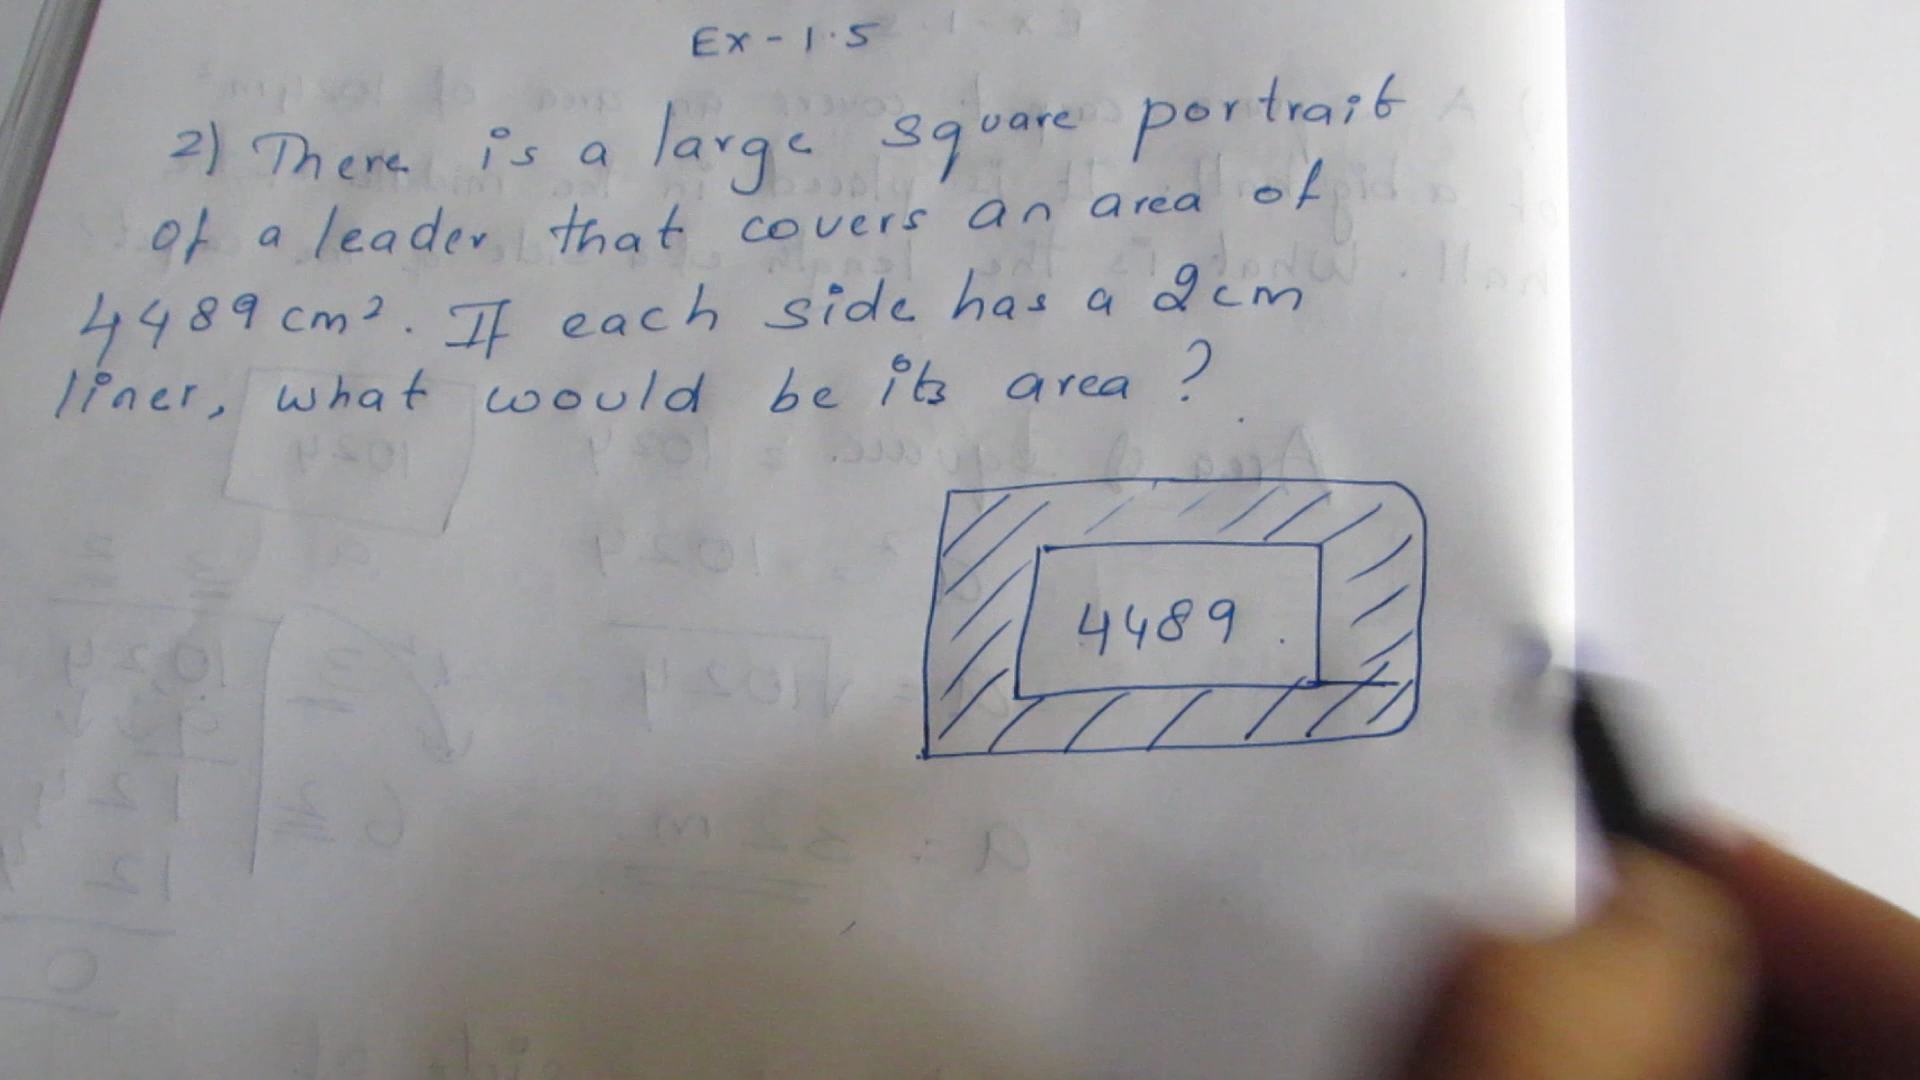 Ex - 1.5
2) There is a large square portrait
of a leader that covers an area of
4489 cm². If each side has a 2cm
liner, what would be its area?
4489